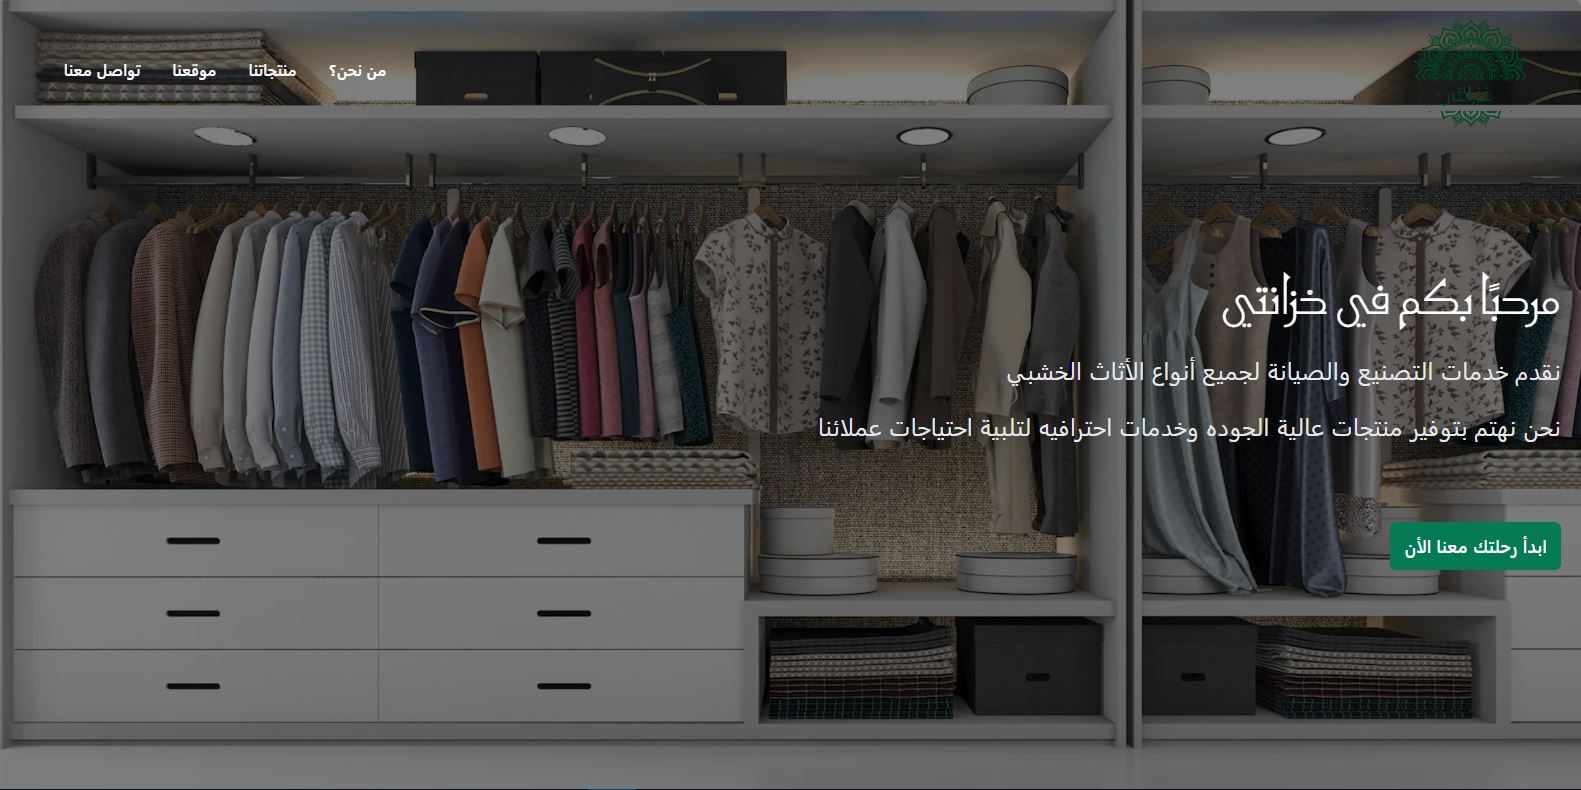 خزانتي
من نحن؟ منتجاتنا موقعنا تواصل معنا
مرحبًا بكم في خزانتي
نقدم خدمات التصنيع والصيانة لجميع أنواع الأثاث الخشبي
نحن نهتم بتوفير منتجات عالية الجوده وخدمات احترافيه لتلبية احتياجات عملائنا
ابدأ رحلتك معنا الأن